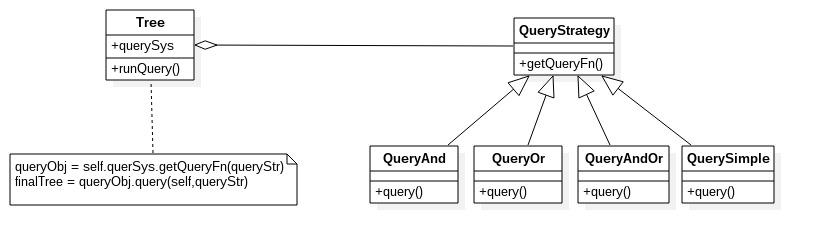 Tree
+querySys
+runQuery()
QueryStrategy
+getQueryFn()
queryObj = self.querSys.getQueryFn(queryStr)
finalTree = queryObj.query(self,queryStr)
QueryAnd
+query()
QueryOr
+query()
QueryAndOr
+query()
QuerySimple
+query()